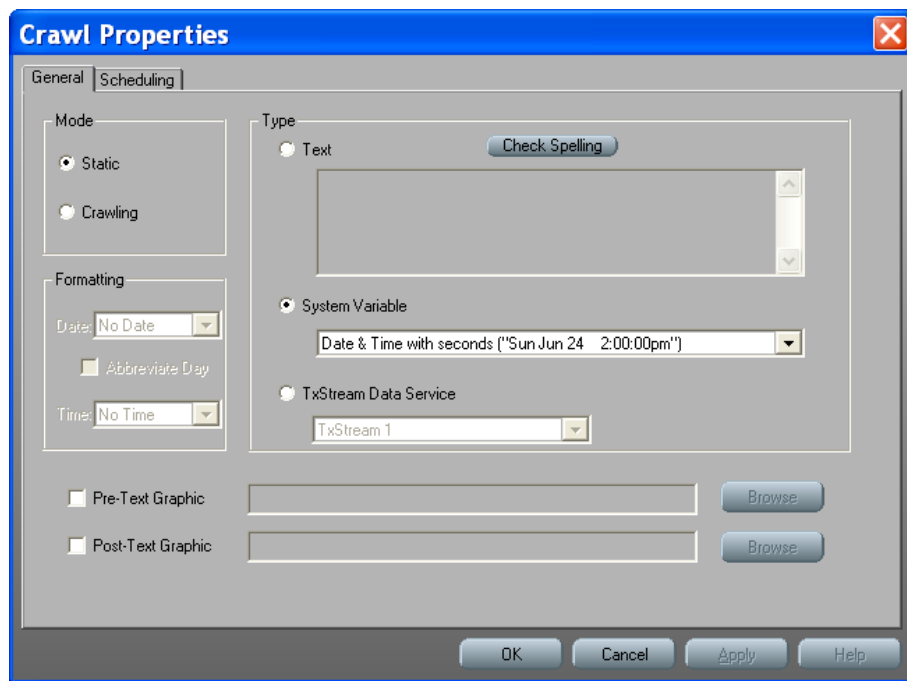 Crawl Properties
General
Scheduling
Mode
Static
Crawling
Formatting
Date: No Date
Abbreviate Day
Time: No Time
Type
Text
Check Spelling
System Variable
Date & Time with seconds ("Sun Jun 24    2:00:00pm")
TxStream Data Service
TxStream 1
Pre-Text Graphic
Browse
Post-Text Graphic
Browse
OK
Cancel
Apply
Help